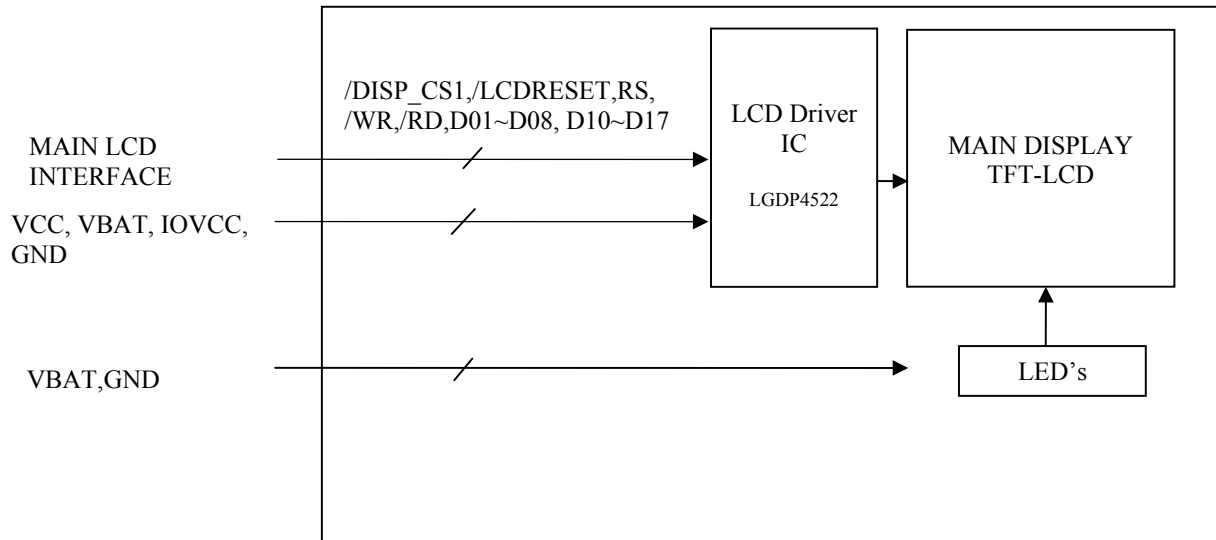 /DISP_CS1,/LCDRESET,RS,
/WR,/RD,D01~D08, D10~D17
MAIN LCD
INTERFACE
VCC, VBAT, IOVCC,
GND
VBAT,GND
LCD Driver
IC
LGDP4522
MAIN DISPLAY
TFT-LCD
LED’s